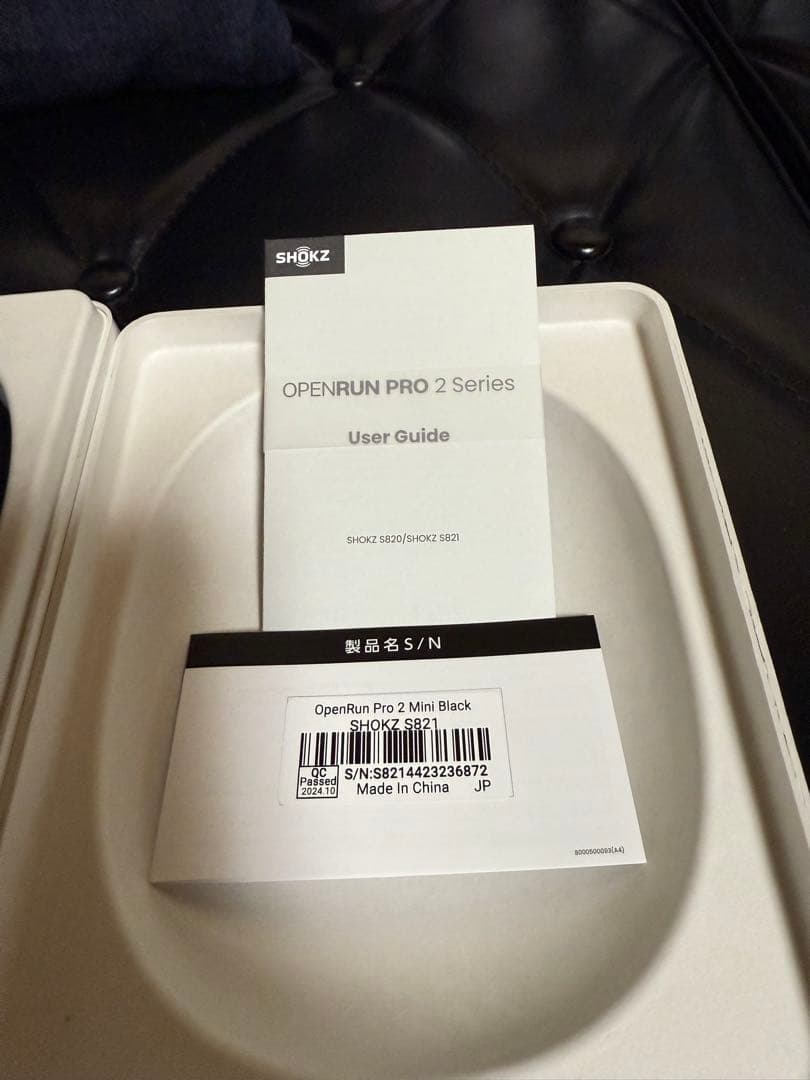 SHOKZ
OPENRUN PRO 2 Series
User Guide
SHOKZ S820/SHOKZ S821
製品名S/N
OpenRun Pro 2 Mini Black
SHOKZ S821
QC
Passed
2024.10
S/N:S8214423236872
Made In China JP
8000500093(A4)